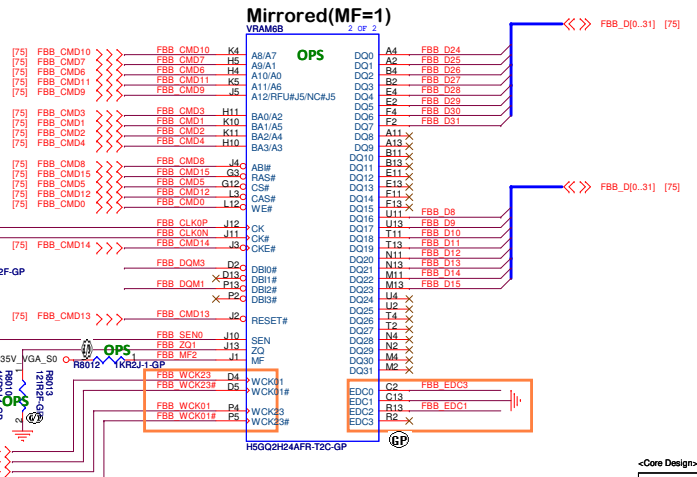 Mirrored(MF=1)
VRAM6B
2 OF 2
OPS
[75] FBB_CMD10 FBB_CMD10 K4 A8/A7
[75] FBB_CMD7 FBB_CMD7 H5 A9/A1
[75] FBB_CMD6 FBB_CMD6 H4 A10/A0
[75] FBB_CMD11 FBB_CMD11 K5 A11/A6
[75] FBB_CMD9 FBB_CMD9 J5 A12/RFU#J5/NC#J5
[75] FBB_CMD3 FBB_CMD3 H11 BA0/A2
[75] FBB_CMD1 FBB_CMD1 K10 BA1/A5
[75] FBB_CMD2 FBB_CMD2 K11 BA2/A4
[75] FBB_CMD4 FBB_CMD4 H10 BA3/A3
[75] FBB_CMD8 FBB_CMD8 J4 ABI#
[75] FBB_CMD15 FBB_CMD15 G3 RAS#
[75] FBB_CMD5 FBB_CMD5 G12 CS#
[75] FBB_CMD12 FBB_CMD12 L3 CAS#
[75] FBB_CMD0 FBB_CMD0 L12 WE#
FBB_CLK0P J12 CK
FBB_CLK0N J11 CK#
[75] FBB_CMD14 FBB_CMD14 J3 CKE#
2F-GP
FBB_DQM3 D2 DBI0#
D13 DBI1#
FBB_DQM1 P13 DBI2#
P2 DBI3#
[75] FBB_CMD13 FBB_CMD13 J2 RESET#
FBB_SEN0 J10 SEN
FBB_ZQ1 J13 ZQ
FBB_MF2 J1 MF
OPS
35V_VGA_S0
R8012 1KR2J-1-GP
R8013
121R2F-GP
OPS
FBB_WCK23 D4 WCK01
FBB_WCK23# D5 WCK01#
FBB_WCK01 P4 WCK23
FBB_WCK01# P5 WCK23#
DQ0 A4 FBB_D24
DQ1 A2 FBB_D25
DQ2 B4 FBB_D26
DQ3 B2 FBB_D27
DQ4 E4 FBB_D28
DQ5 E2 FBB_D29
DQ6 F4 FBB_D30
DQ7 F2 FBB_D31
DQ8 A11
DQ9 A13
DQ10 B11
DQ11 B13
DQ12 E11
DQ13 E13
DQ14 F11
DQ15 F13
DQ16 U11 FBB_D8
DQ17 U13 FBB_D9
DQ18 T11 FBB_D10
DQ19 T13 FBB_D11
DQ20 N11 FBB_D12
DQ21 N13 FBB_D13
DQ22 M11 FBB_D14
DQ23 M13 FBB_D15
DQ24 U4
DQ25 U2
DQ26 T4
DQ27 T2
DQ28 N4
DQ29 N2
DQ30 M4
DQ31 M2
EDC0 C2 FBB_EDC3
EDC1 C13
EDC2 R13 FBB_EDC1
EDC3 R2
FBB_D[0..31] [75]
FBB_D[0..31] [75]
H5GQ2H24AFR-T2C-GP
GP
<Core Design>